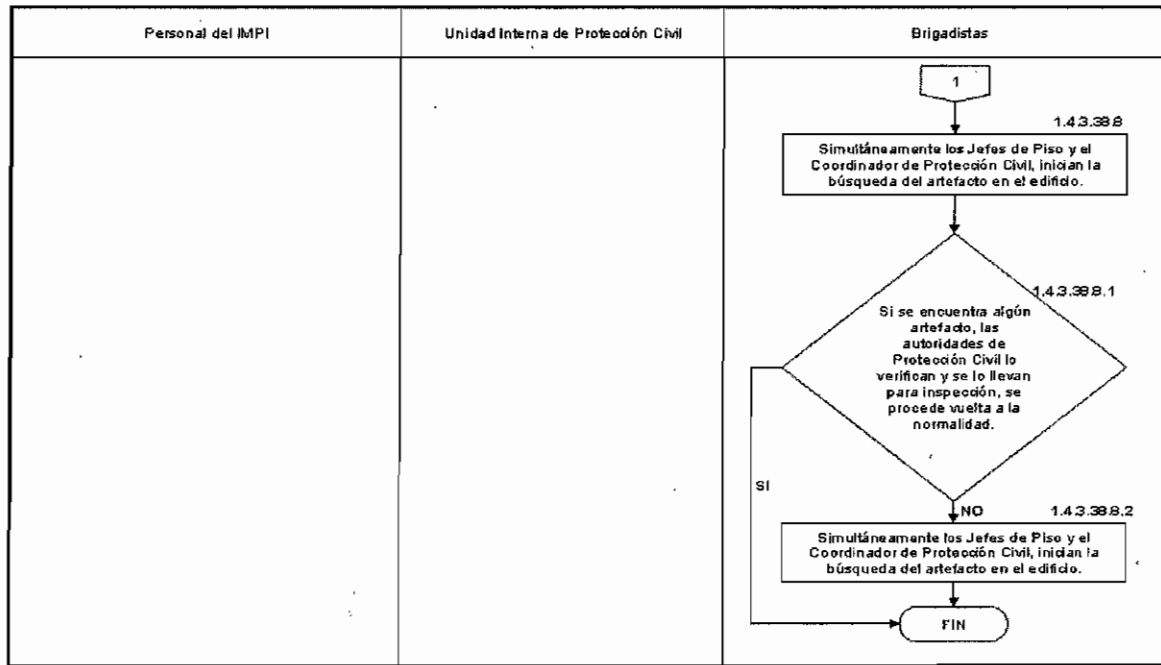 Personal del IMPI
Unidad Interna de Protección Civil
Brigadistas
1
1.4.3.38.8
Simultáneamente los Jefes de Piso y el
Coordinador de Protección Civil, inician la
búsqueda del artefacto en el edificio.
1.4.3.38.8.1
Si se encuentra algún
artefacto, las
autoridades de
Protección Civil lo
verifican y se lo llevan
para inspección, se
procede vuelta a la
normalidad.
SI
NO
1.4.3.38.8.2
Simultáneamente los Jefes de Piso y el
Coordinador de Protección Civil, inician la
búsqueda del artefacto en el edificio.
FIN